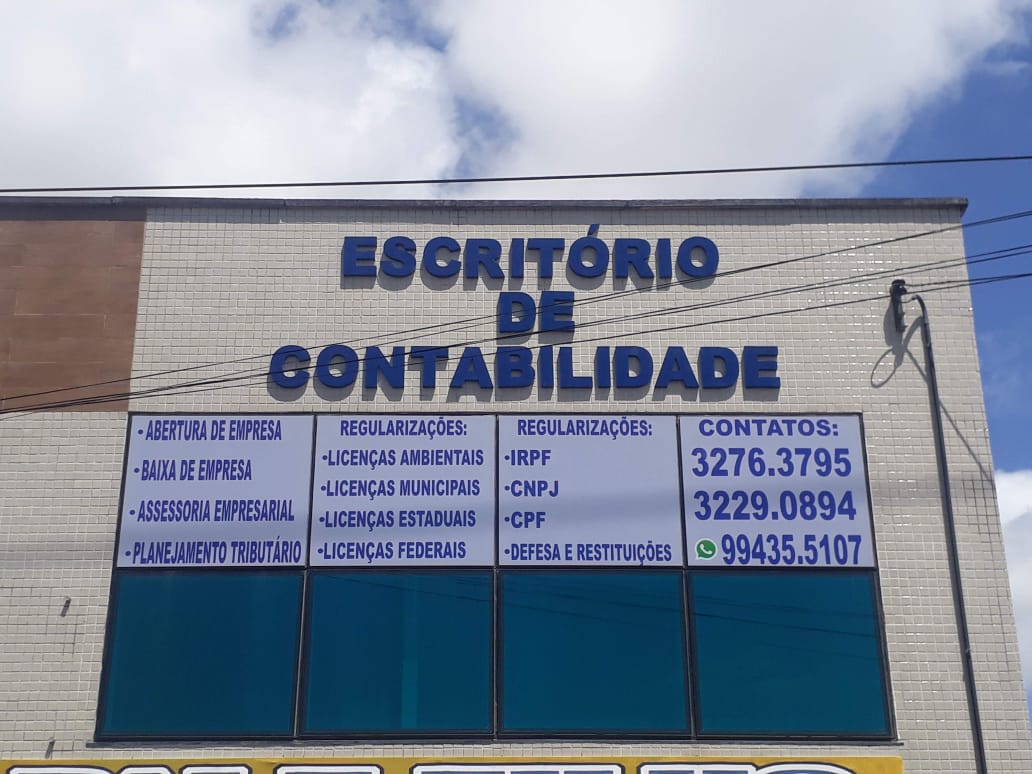 ESCRITÓRIO
DE
CONTABILIDADE
• ABERTURA DE EMPRESA
• BAIXA DE EMPRESA
• ASSESSORIA EMPRESARIAL
• PLANEJAMENTO TRIBUTÁRIO
REGULARIZAÇÕES:
•LICENÇAS AMBIENTAIS
•LICENÇAS MUNICIPAIS
•LICENÇAS ESTADUAIS
•LICENÇAS FEDERAIS
REGULARIZAÇÕES:
•IRPF
•CNPJ
•CPF
•DEFESA E RESTITUIÇÕES
CONTATOS:
3276.3795
3229.0894
99435.5107